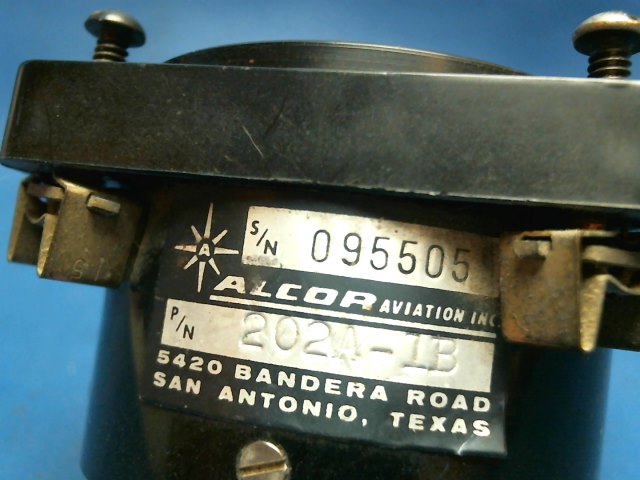 S/N 095505
A
ALCOR AVIATION INC
P/N 202A-1B
5420 BANDERA ROAD
SAN ANTONIO, TEXAS